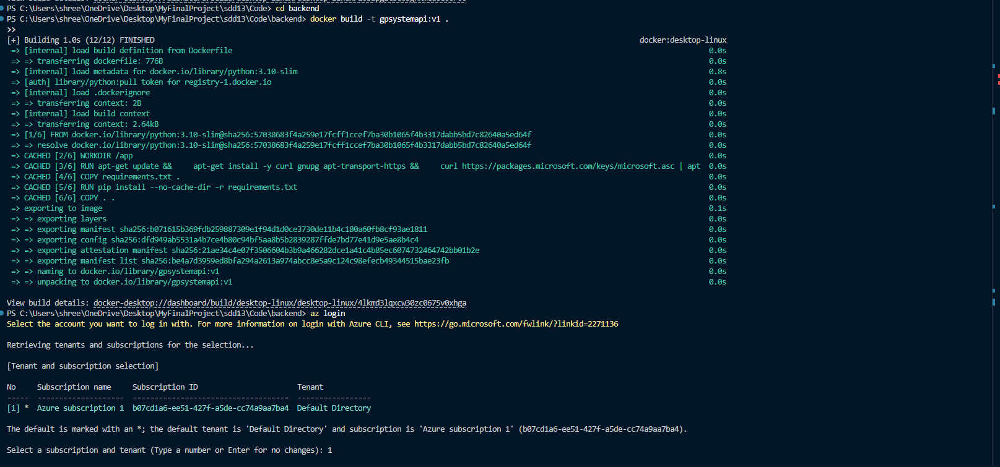 PS C:\Users\shree\OneDrive\Desktop\MyFinalProject\sdd13\Code> cd backend
PS C:\Users\shree\OneDrive\Desktop\MyFinalProject\sdd13\Code\backend> docker build -t gpsystemapi:v1 .
>>
[+] Building 1.0s (12/12) FINISHED docker:desktop-linux
=> [internal] load build definition from Dockerfile 0.0s
=> => transferring dockerfile: 776B 0.0s
=> [internal] load metadata for docker.io/library/python:3.10-slim 0.8s
=> [auth] library/python:pull token for registry-1.docker.io 0.0s
=> [internal] load .dockerignore 0.0s
=> => transferring context: 2B 0.0s
=> [internal] load build context 0.0s
=> => transferring context: 2.64kB 0.0s
=> [1/6] FROM docker.io/library/python:3.10-slim@sha256:57038683f4a259e17fcff1ccef7ba30b1065f4b3317dabb5bd7c82640a5ed64f 0.0s
=> => resolve docker.io/library/python:3.10-slim@sha256:57038683f4a259e17fcff1ccef7ba30b1065f4b3317dabb5bd7c82640a5ed64f 0.0s
=> CACHED [2/6] WORKDIR /app 0.0s
=> CACHED [3/6] RUN apt-get update &&     apt-get install -y curl gnupg apt-transport-https &&     curl https://packages.microsoft.com/keys/microsoft.asc | apt 0.0s
=> CACHED [4/6] COPY requirements.txt . 0.0s
=> CACHED [5/6] RUN pip install --no-cache-dir -r requirements.txt 0.0s
=> CACHED [6/6] COPY . . 0.0s
=> exporting to image 0.1s
=> => exporting layers 0.0s
=> => exporting manifest sha256:b071615b369fdb259887309e1f94d1d0ce3730de11b4c180a60fb8cf93ae1811 0.0s
=> => exporting config sha256:dfd949ab5531a4b7ce4b80c94bf5aa8b5b2839287ffde7bd77e41d9e5ae8b4c4 0.0s
=> => exporting attestation manifest sha256:21ae34c4e07f3506604b3b9a466282dce1a41c4b85ec6074732464742bb01b2e 0.0s
=> => exporting manifest list sha256:be4a7d3959ed8bfa294a2613a974abcc8e5a9c124c98efecb49344515bae23fb 0.0s
=> => naming to docker.io/library/gpsystemapi:v1 0.0s
=> => unpacking to docker.io/library/gpsystemapi:v1 0.0s
View build details: docker-desktop://dashboard/build/desktop-linux/desktop-linux/4lkmd3lqxcw30zc0675v0xhga
PS C:\Users\shree\OneDrive\Desktop\MyFinalProject\sdd13\Code\backend> az login
Select the account you want to log in with. For more information on login with Azure CLI, see https://go.microsoft.com/fwlink/?linkid=2271136
Retrieving tenants and subscriptions for the selection...
[Tenant and subscription selection]
No     Subscription name     Subscription ID                       Tenant
-----  --------------------  ------------------------------------  -----------------
[1] *  Azure subscription 1  b07cd1a6-ee51-427f-a5de-cc74a9aa7ba4  Default Directory
The default is marked with an *; the default tenant is 'Default Directory' and subscription is 'Azure subscription 1' (b07cd1a6-ee51-427f-a5de-cc74a9aa7ba4).
Select a subscription and tenant (Type a number or Enter for no changes): 1